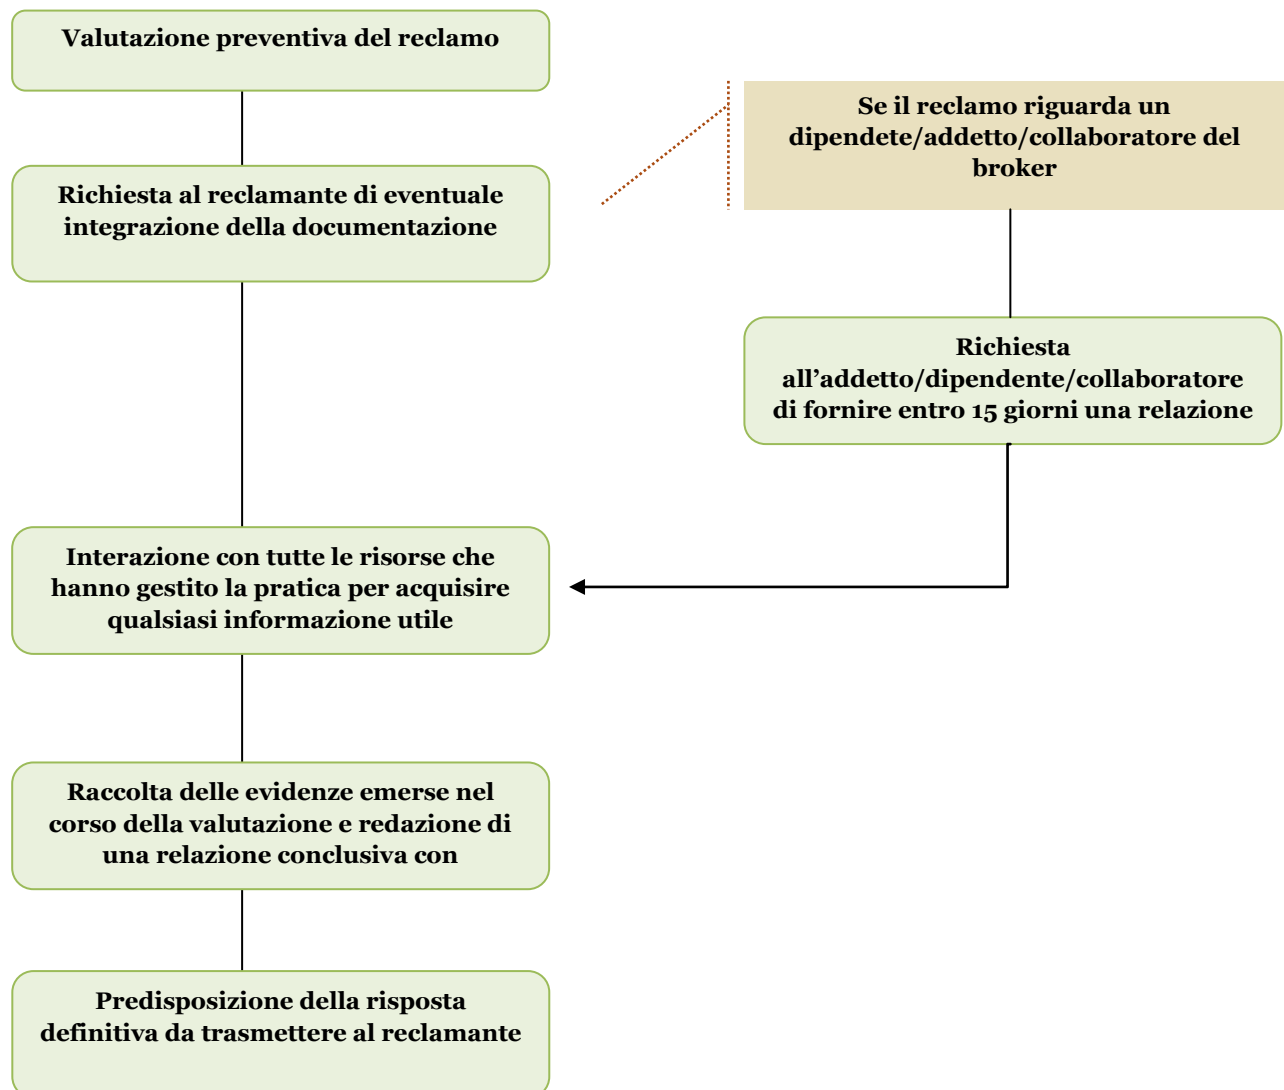 Valutazione preventiva del reclamo
Se il reclamo riguarda un
dipendete/addetto/collaboratore del
broker
Richiesta al reclamante di eventuale
integrazione della documentazione
Richiesta
all’addetto/dipendente/collaboratore
di fornire entro 15 giorni una relazione
Interazione con tutte le risorse che
hanno gestito la pratica per acquisire
qualsiasi informazione utile
Raccolta delle evidenze emerse nel
corso della valutazione e redazione di
una relazione conclusiva con
Predisposizione della risposta
definitiva da trasmettere al reclamante